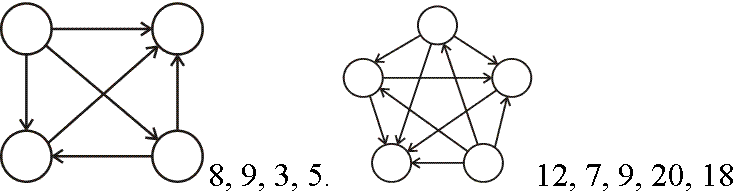 8, 9, 3, 5. 12, 7, 9, 20, 18